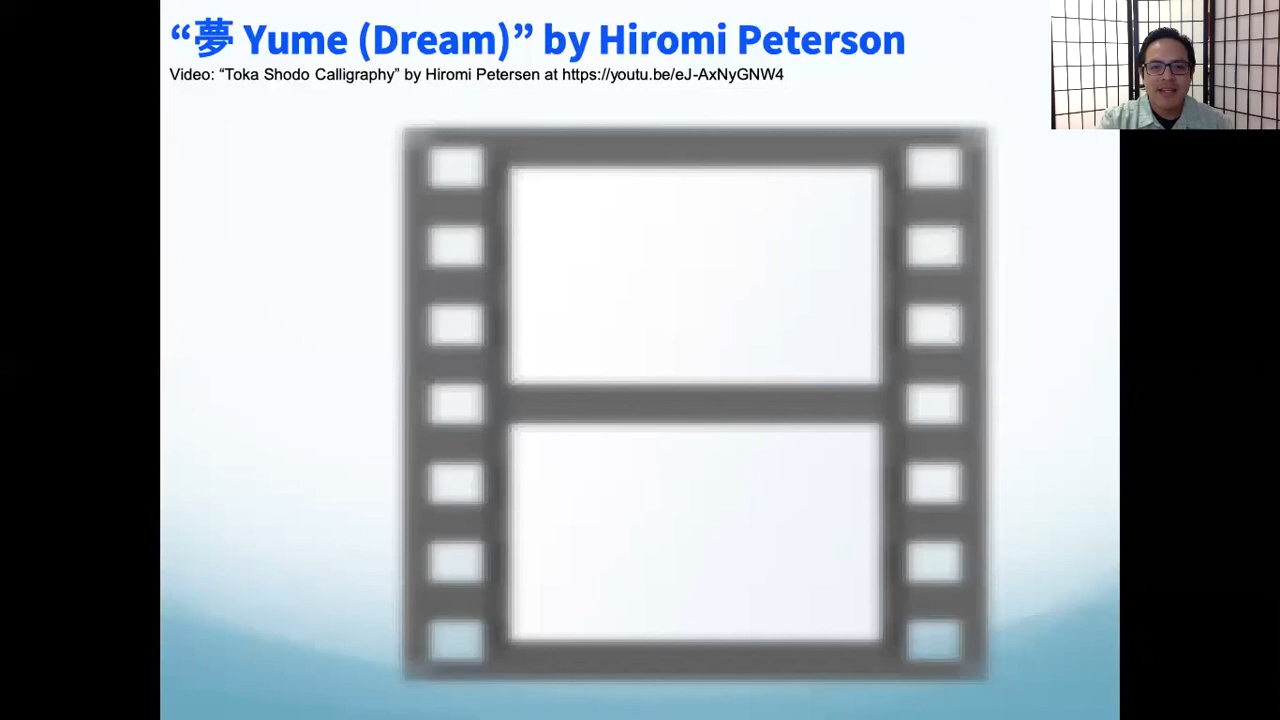 “夢 Yume (Dream)” by Hiromi Peterson
Video: “Toka Shodo Calligraphy” by Hiromi Petersen at https://youtu.be/eJ-AxNyGNW4